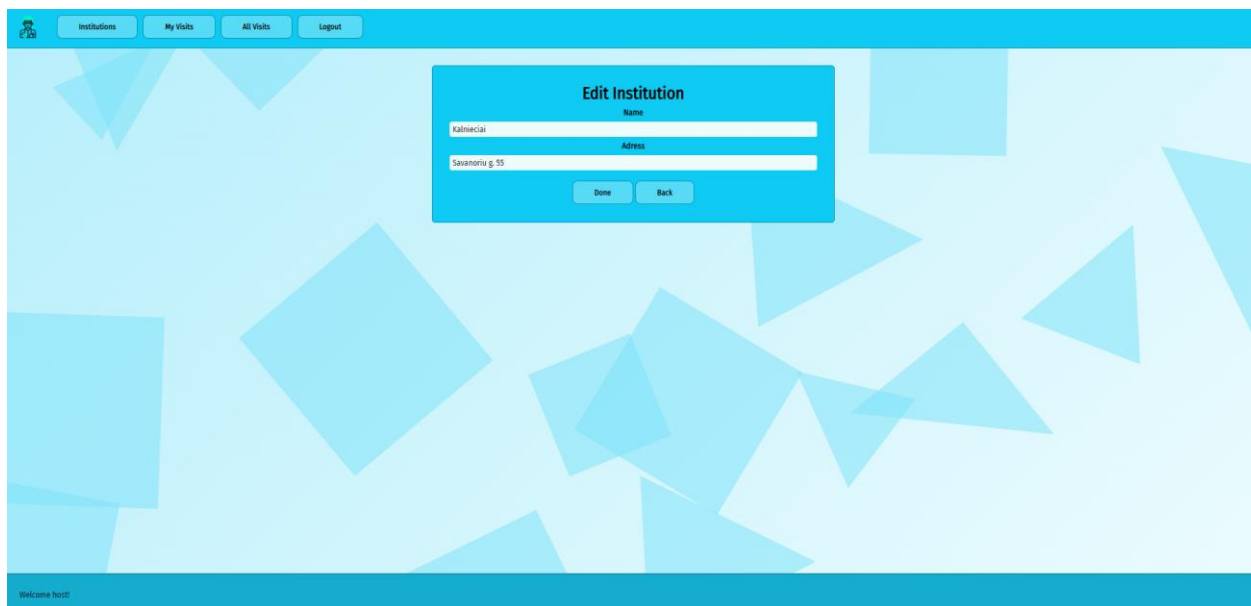 Institutions
My Visits
All Visits
Logout
Edit Institution
Name
Kalnieciai
Adress
Savanoriu g. 55
Done
Back
Welcome host!